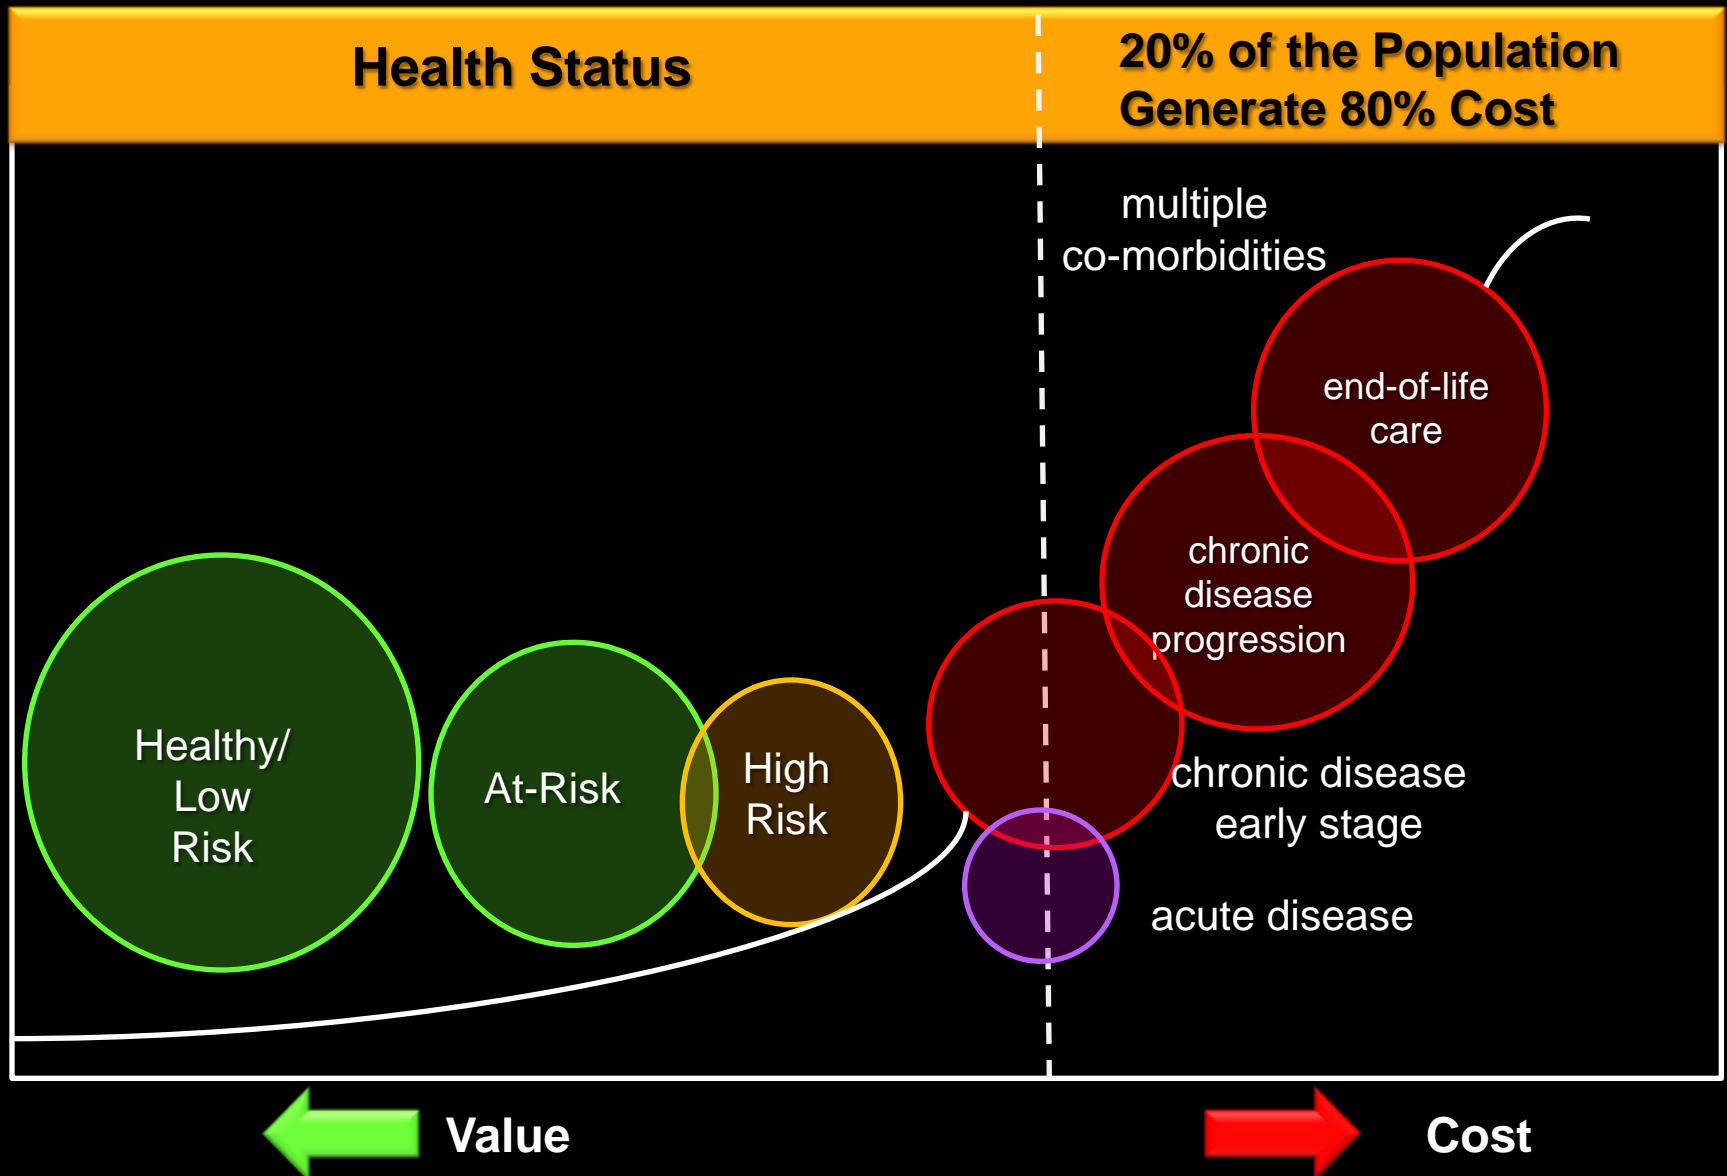 Health Status
20% of the Population
Generate 80% Cost
multiple
co-morbidities
end-of-life
care
chronic
disease
progression
Healthy/
Low
Risk
At-Risk
High
Risk
chronic disease
early stage
acute disease
Value
Cost